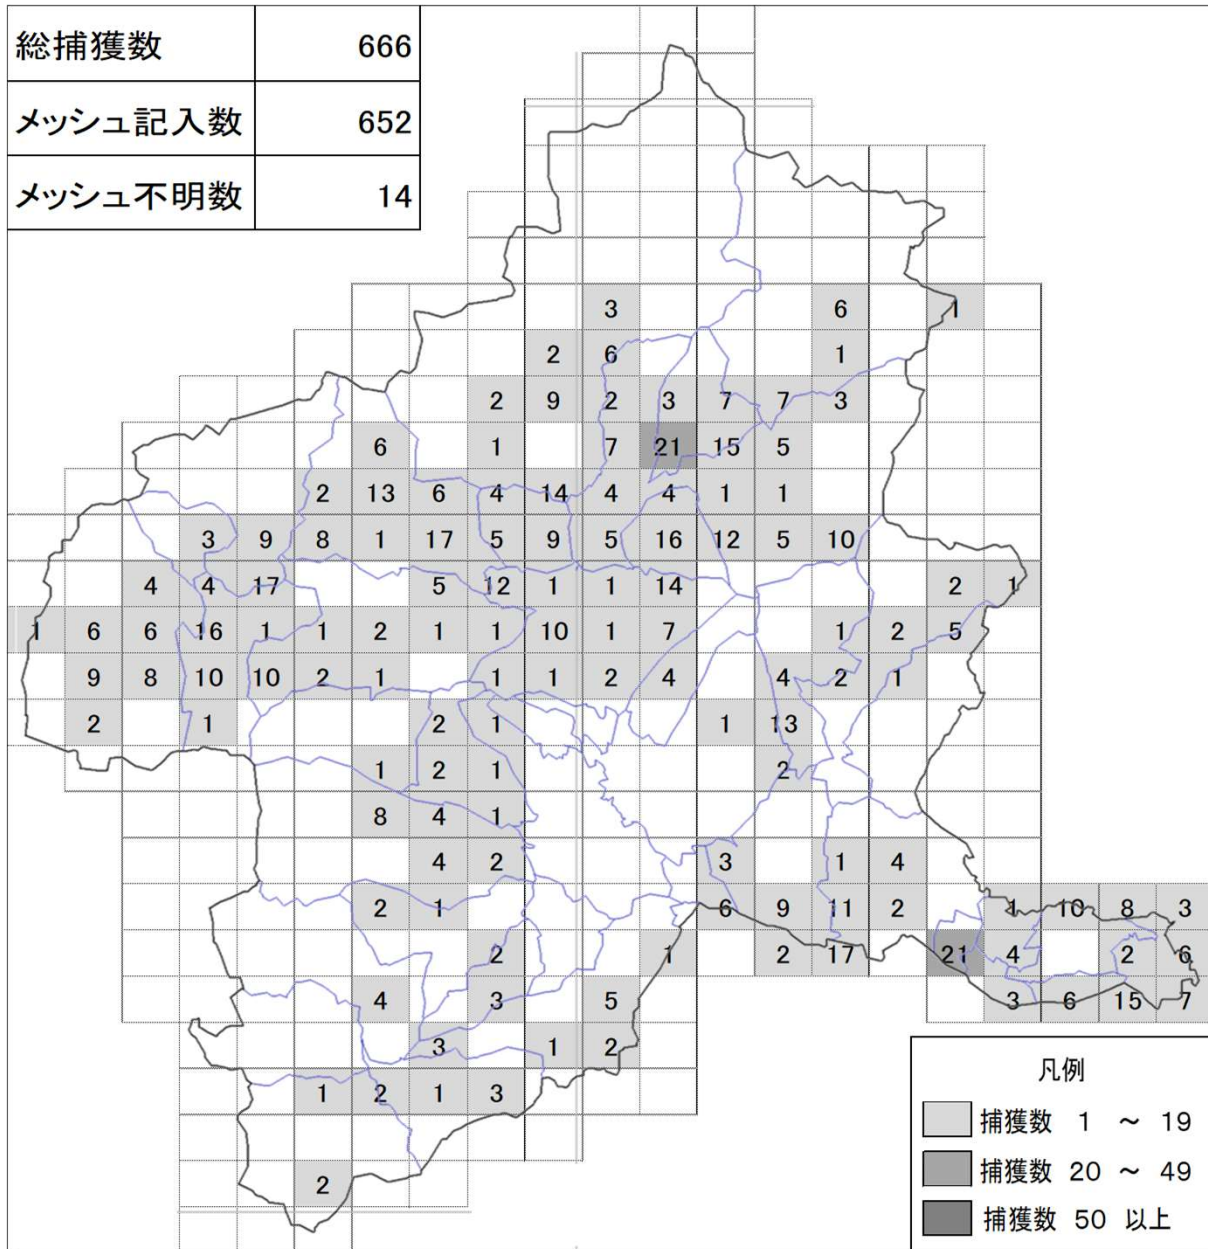 総捕獲数 666
メッシュ記入数 652
メッシュ不明数 14
3 6 1
2 6 1
2 9 2 3 7 7 3
6 1 7 21 15 5
2 13 6 4 14 4 4 1 1
3 9 8 1 17 5 9 5 16 12 5 10
4 4 17 5 12 1 1 14 2 1
1 6 6 16 1 1 2 1 1 10 1 7 1 2 5
9 8 10 10 2 1 1 1 2 4 4 2 1
2 1 2 1 1 13
1 2 1 2
8 4 1
4 2 3 1 4
2 1 6 9 11 2 1 10 8 3
2 1 2 17 21 4 2 6
4 3 5 3 6 15 7
3 1 2
1 2 1 3
2
凡例
捕獲数 1 ～ 19
捕獲数 20 ～ 49
捕獲数 50 以上